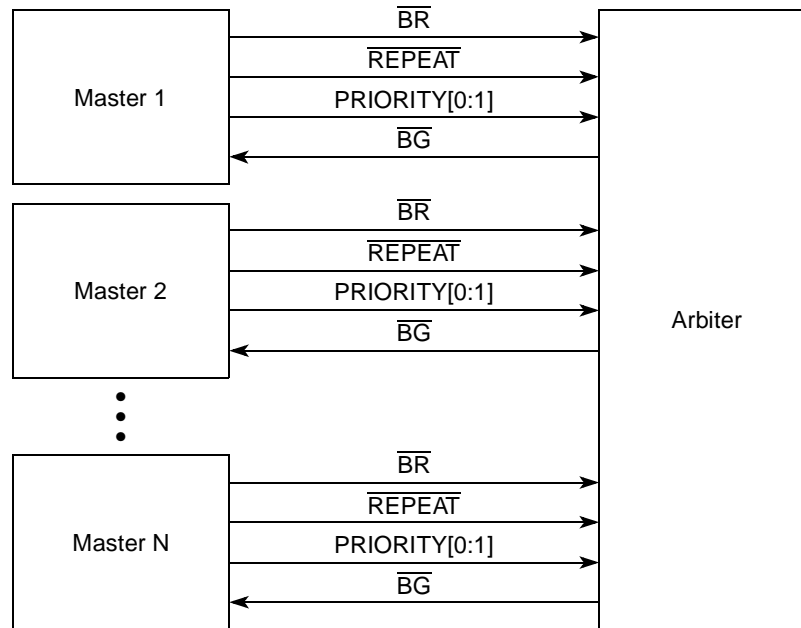 BR
REPEAT
Master 1
PRIORITY[0:1]
BG
BR
REPEAT
Master 2
PRIORITY[0:1]
BG
Arbiter
BR
REPEAT
Master N
PRIORITY[0:1]
BG